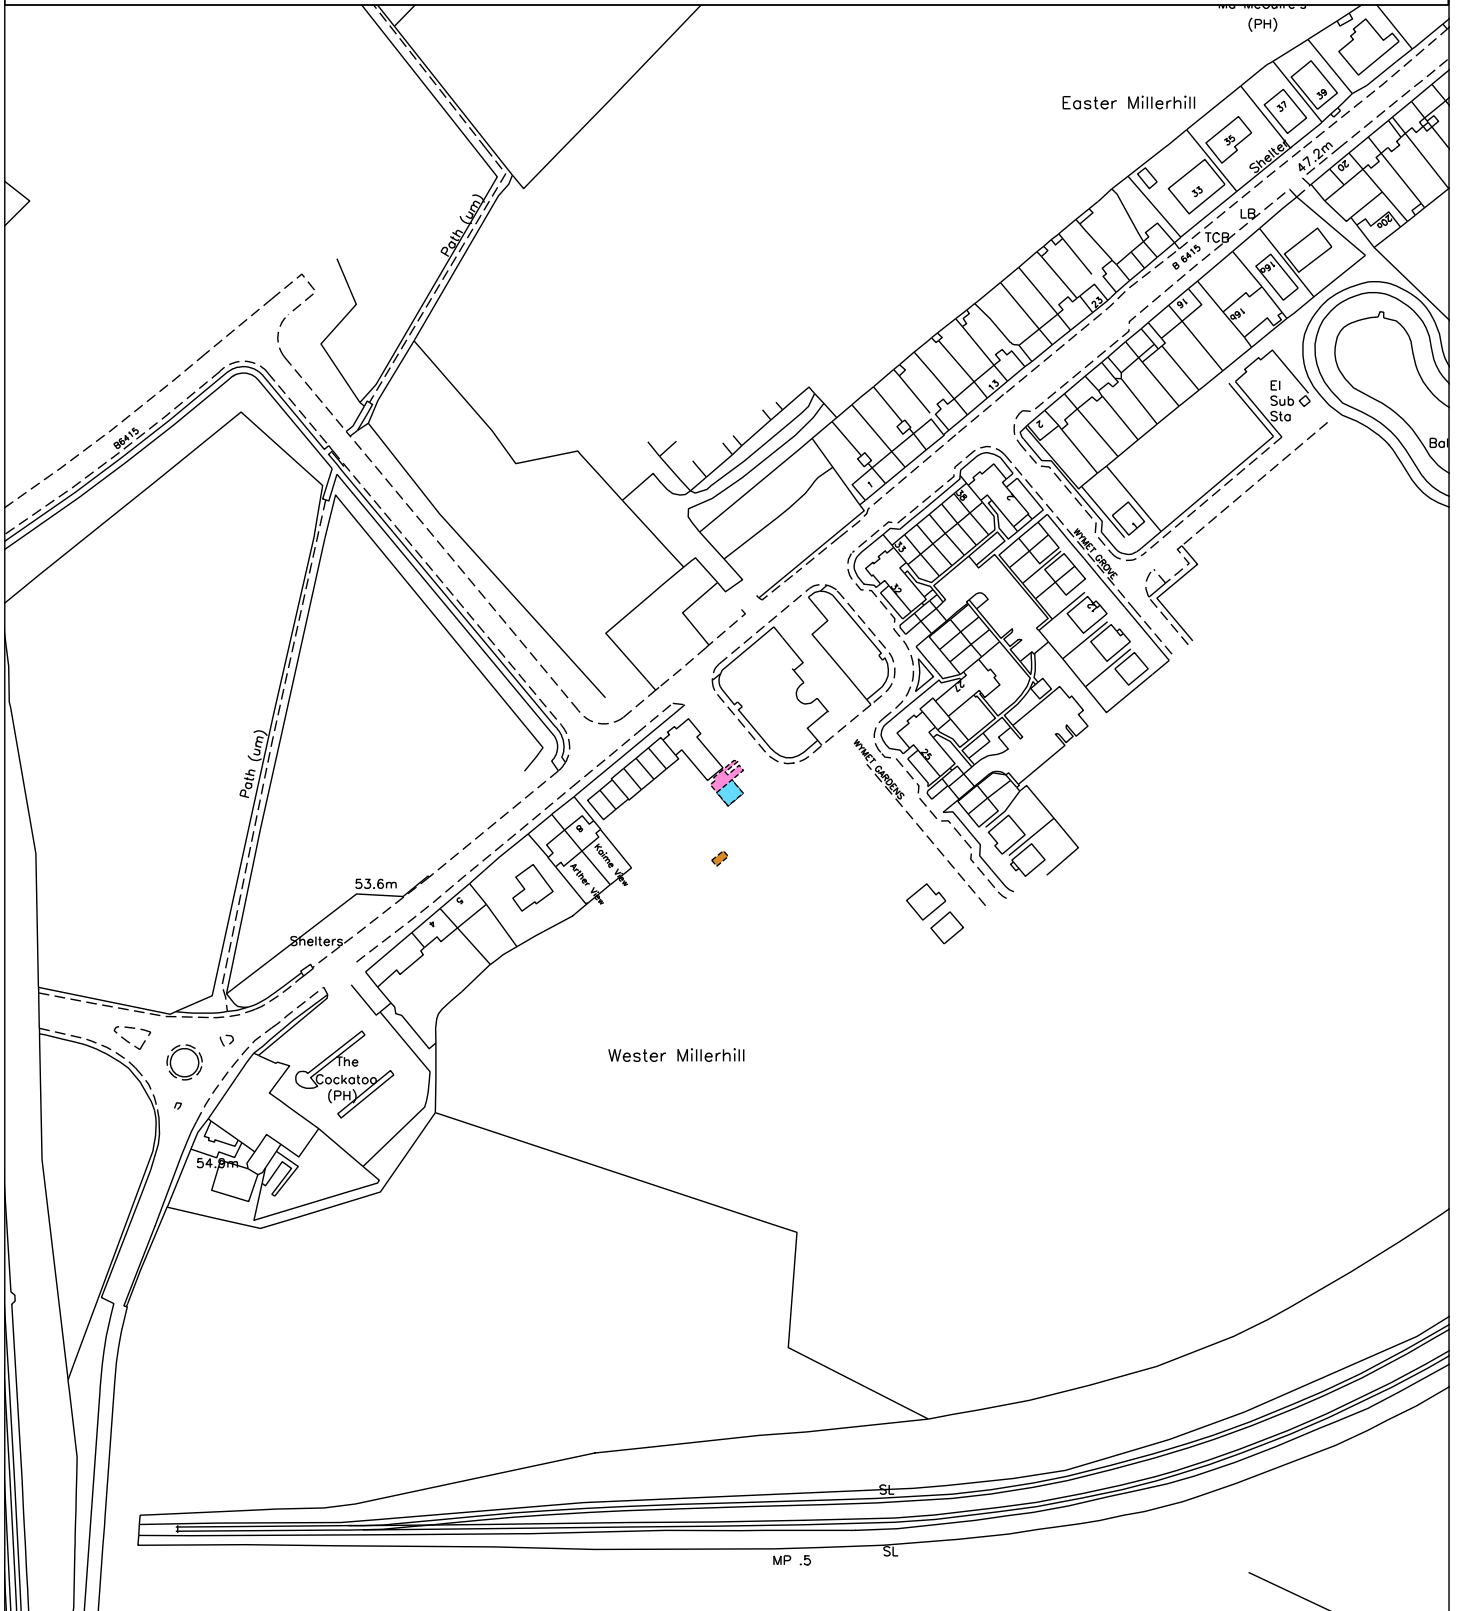 (PH)
Easter Millerhill
39
37
35
Shelter
47.2m
33
20
20a
LB
TCB
B 6415
Path (um)
16a
16b
16
23
13
El
Sub
Sta
2
Bal
B6415
1
38
2
33
32
WYMET GROVE
12
27
25
WYMET GARDENS
Path (um)
8
Kaime View
Arther View
53.6m
5
4
Shelters
The
Cockatoo
(PH)
Wester Millerhill
54.9m
SL
SL
MP .5